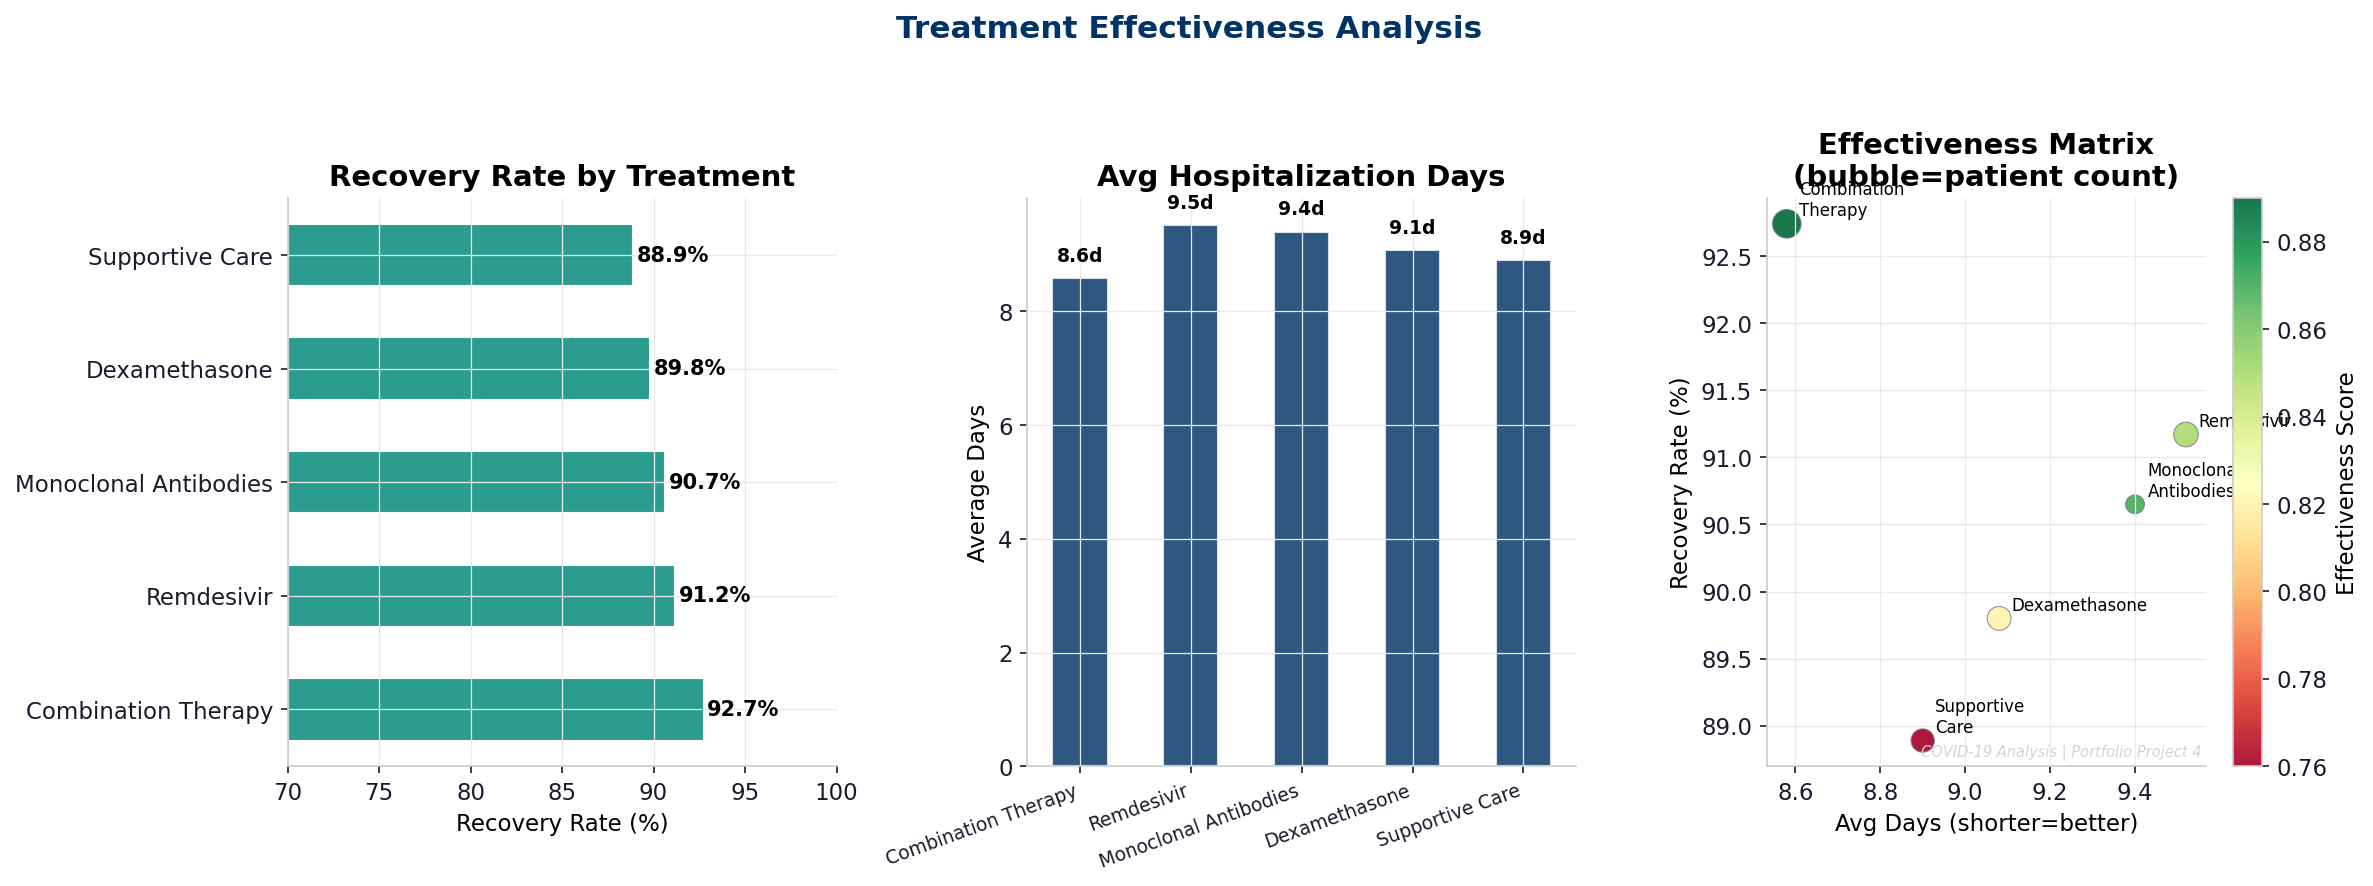 Treatment Effectiveness Analysis
Recovery Rate by Treatment
Supportive Care
88.9%
Dexamethasone
89.8%
Monoclonal Antibodies
90.7%
Remdesivir
91.2%
Combination Therapy
92.7%
70 75 80 85 90 95 100
Recovery Rate (%)
Avg Hospitalization Days
9.5d
9.4d
9.1d
8.9d
8.6d
8
6
4
2
0
Average Days
Combination Therapy
Remdesivir
Monoclonal Antibodies
Dexamethasone
Supportive Care
Effectiveness Matrix
(bubble=patient count)
Combination
Therapy
Remdesivir
Monoclonal
Antibodies
Dexamethasone
Supportive
Care
92.5
92.0
91.5
91.0
90.5
90.0
89.5
89.0
Recovery Rate (%)
COVID-19 Analysis | Portfolio Project 4
8.6 8.8 9.0 9.2 9.4
Avg Days (shorter=better)
0.88
0.86
0.84
0.82
0.80
0.78
0.76
Effectiveness Score